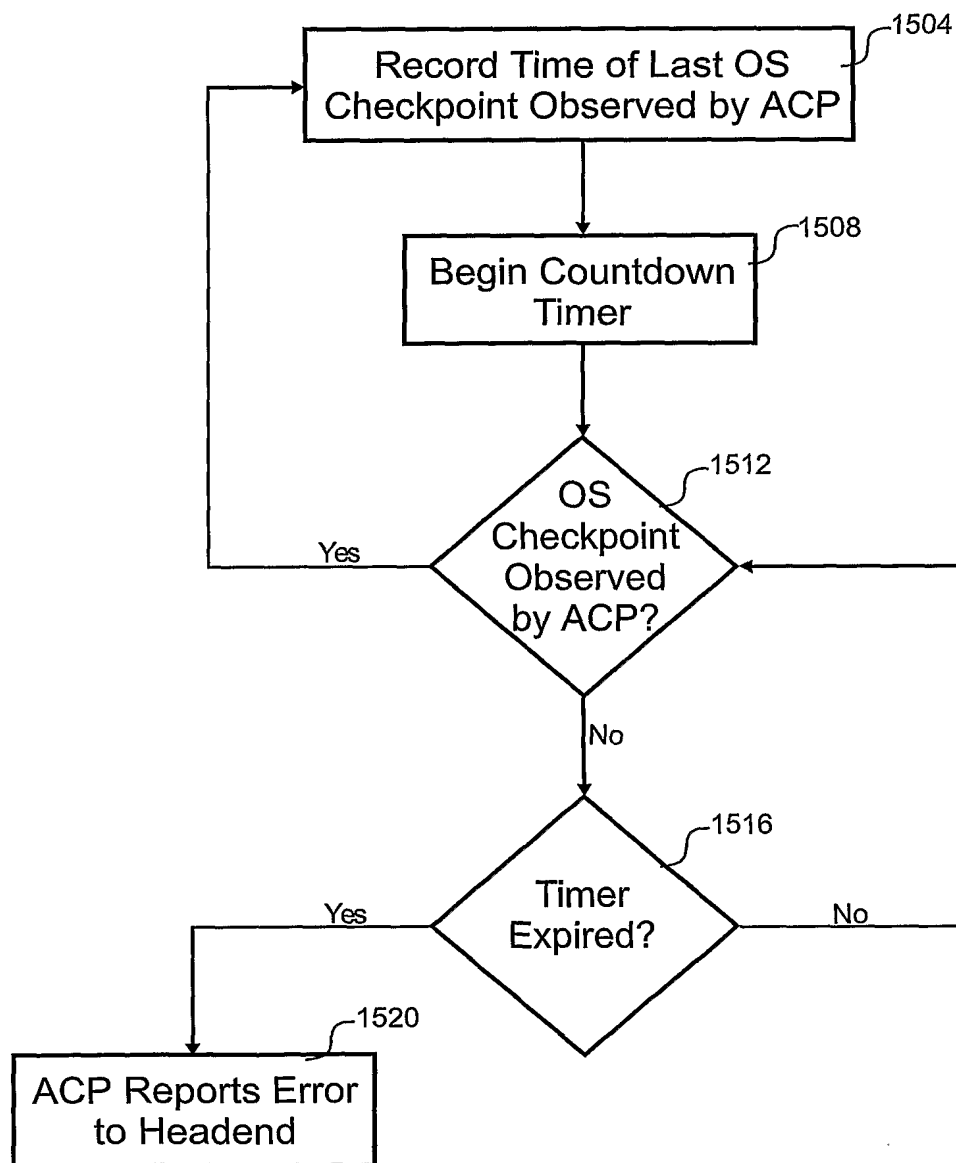 1504
Record Time of Last OS
Checkpoint Observed by ACP
1508
Begin Countdown
Timer
1512
OS
Checkpoint
Observed
by ACP?
Yes
No
1516
Timer
Expired?
Yes
No
1520
ACP Reports Error
to Headend